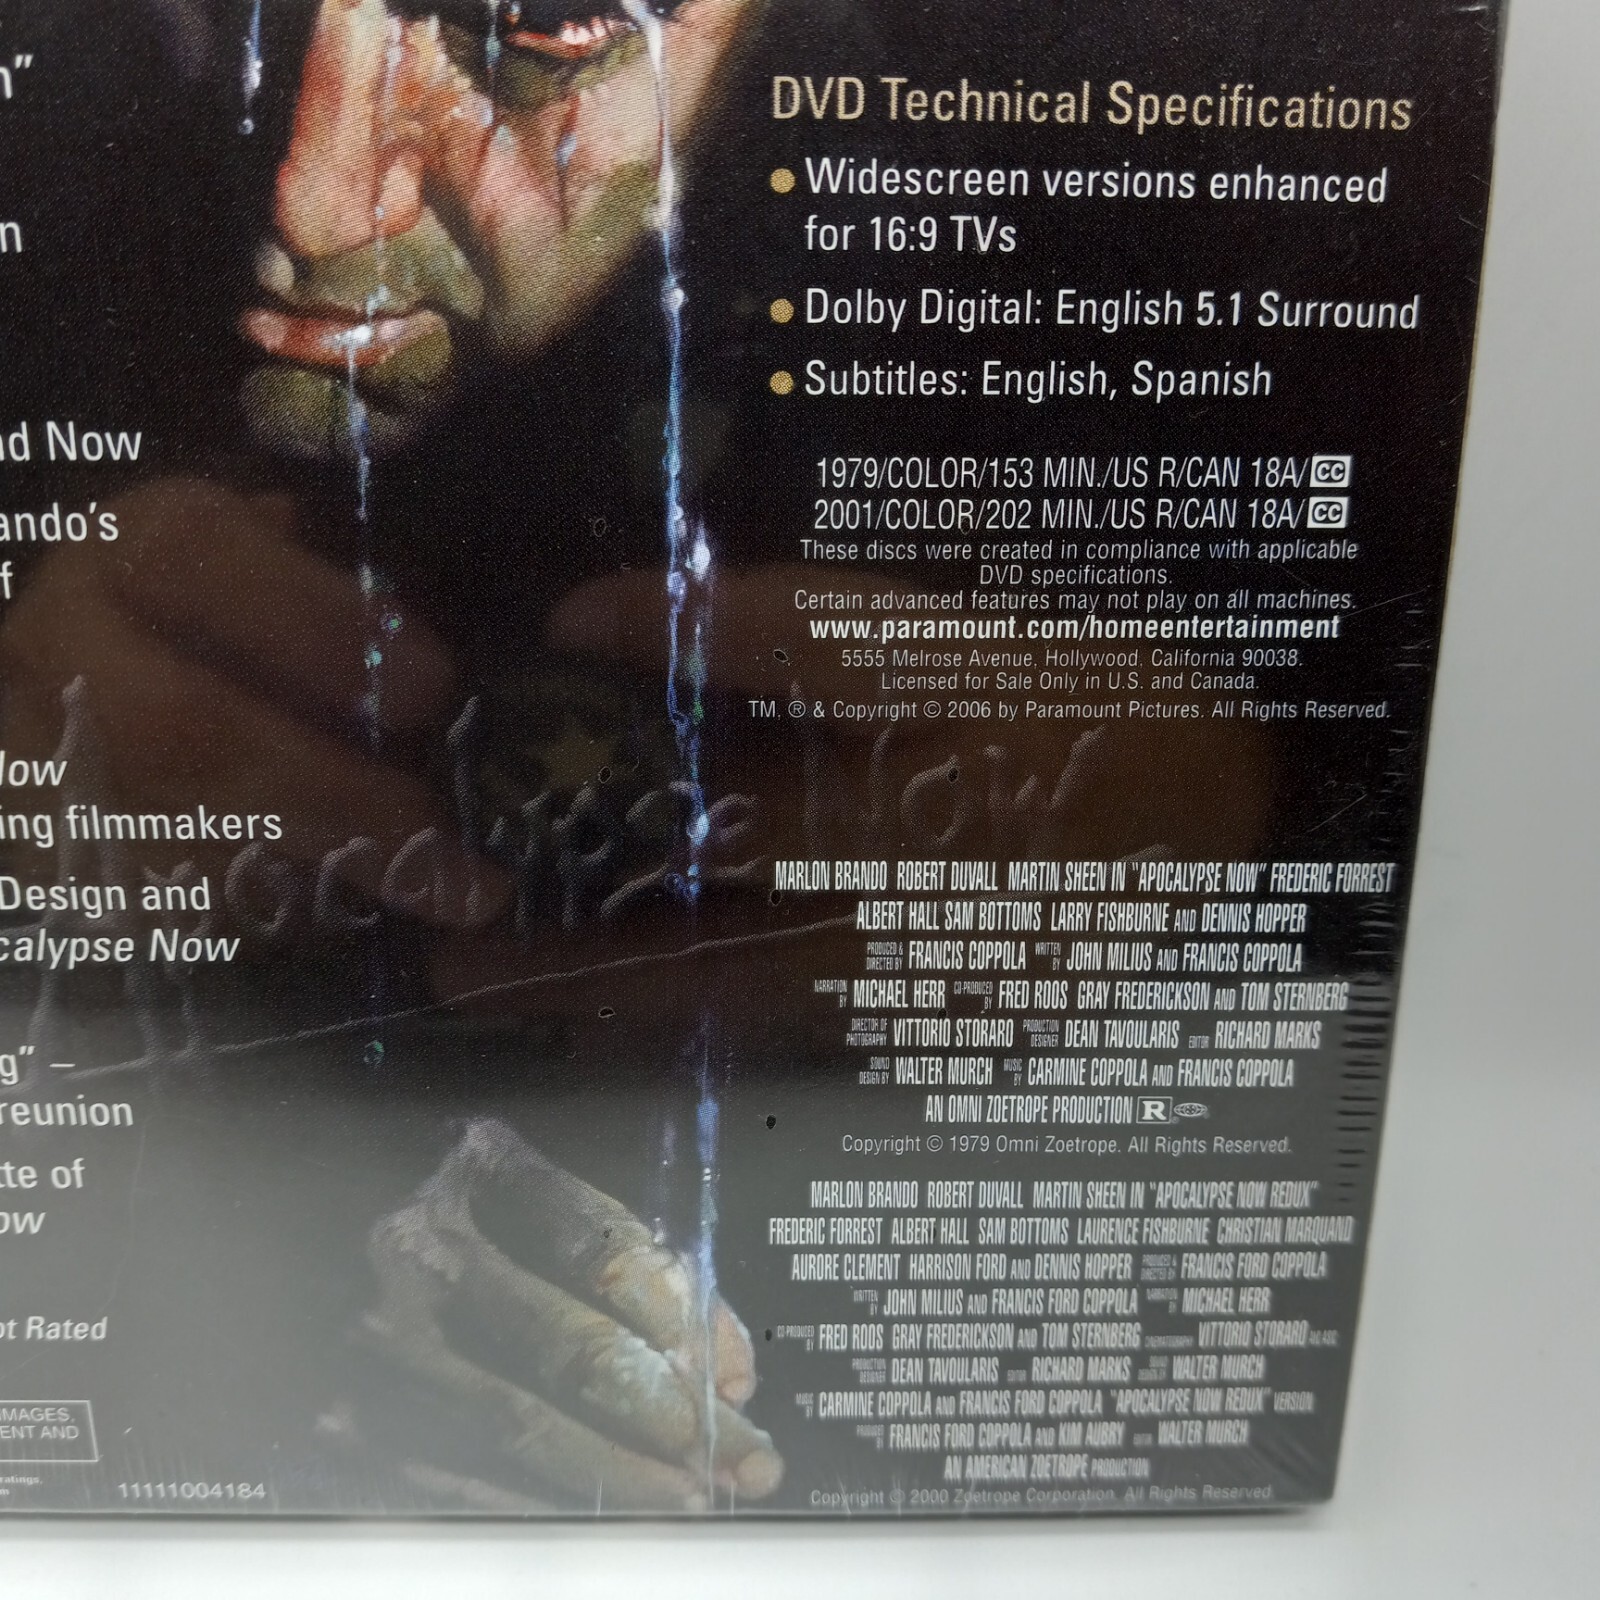 n"
n
nd Now
ando's
f
Now
ing filmmakers
Design and
calypse Now
g" –
reunion
tte of
ow
ot Rated
IMAGES,
ENT AND
ratings.
m
11111004184
DVD Technical Specifications
Widescreen versions enhanced
for 16:9 TVs
Dolby Digital: English 5.1 Surround
Subtitles: English, Spanish
1979/COLOR/153 MIN./US R/CAN 18A/CC
2001/COLOR/202 MIN./US R/CAN 18A/CC
These discs were created in compliance with applicable
DVD specifications.
Certain advanced features may not play on all machines.
www.paramount.com/homeentertainment
5555 Melrose Avenue, Hollywood, California 90038.
Licensed for Sale Only in U.S. and Canada.
TM, ® & Copyright © 2006 by Paramount Pictures. All Rights Reserved.
Apocalypse Now
MARLON BRANDO ROBERT DUVALL MARTIN SHEEN IN "APOCALYPSE NOW" FREDERIC FORREST
ALBERT HALL SAM BOTTOMS LARRY FISHBURNE AND DENNIS HOPPER
PRODUCED & DIRECTED BY FRANCIS COPPOLA WRITTEN BY JOHN MILIUS AND FRANCIS COPPOLA
NARRATION BY MICHAEL HERR CO-PRODUCED BY FRED ROOS GRAY FREDERICKSON AND TOM STERNBERG
DIRECTOR OF PHOTOGRAPHY VITTORIO STORARO PRODUCTION DESIGNER DEAN TAVOULARIS EDITOR RICHARD MARKS
SOUND DESIGN BY WALTER MURCH MUSIC BY CARMINE COPPOLA AND FRANCIS COPPOLA
AN OMNI ZOETROPE PRODUCTION R
Copyright © 1979 Omni Zoetrope. All Rights Reserved.
MARLON BRANDO ROBERT DUVALL MARTIN SHEEN IN "APOCALYPSE NOW REDUX"
FREDERIC FORREST ALBERT HALL SAM BOTTOMS LAURENCE FISHBURNE CHRISTIAN MARQUAND
AURORE CLEMENT HARRISON FORD AND DENNIS HOPPER PRODUCED & DIRECTED BY FRANCIS FORD COPPOLA
WRITTEN BY JOHN MILIUS AND FRANCIS FORD COPPOLA NARRATION BY MICHAEL HERR
CO-PRODUCED BY FRED ROOS GRAY FREDERICKSON AND TOM STERNBERG CINEMATOGRAPHY VITTORIO STORARO
PRODUCTION DESIGNER DEAN TAVOULARIS EDITOR RICHARD MARKS SOUND DESIGN BY WALTER MURCH
MUSIC BY CARMINE COPPOLA AND FRANCIS FORD COPPOLA "APOCALYPSE NOW REDUX" VERSION
PRODUCED BY FRANCIS FORD COPPOLA AND KIM AUBRY EDITOR WALTER MURCH
AN AMERICAN ZOETROPE PRODUCTION
Copyright © 2000 Zoetrope Corporation. All Rights Reserved